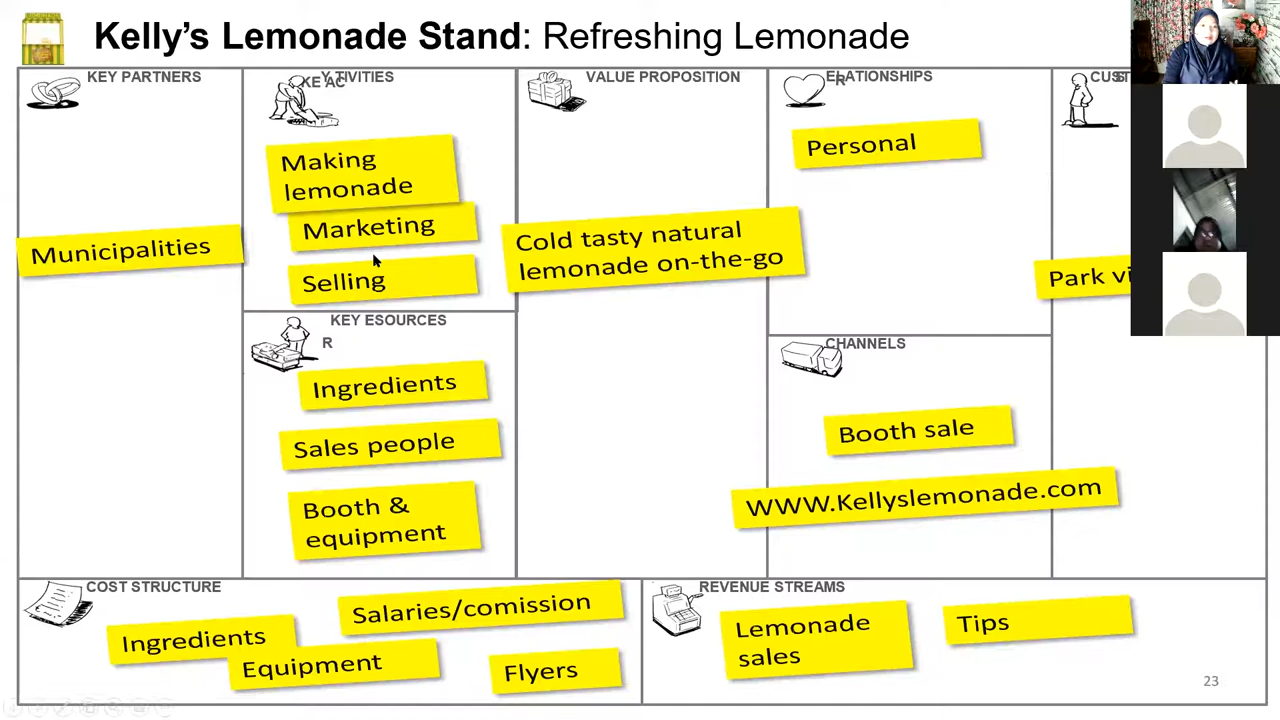 Kelly's Lemonade Stand: Refreshing Lemonade
KEY PARTNERS
Municipalities
KE AC
Y TIVITIES
Making
lemonade
Marketing
Selling
KEY ESOURCES
R
Ingredients
Sales people
Booth &
equipment
VALUE PROPOSITION
Cold tasty natural
lemonade on-the-go
ELATIONSHIPS
R
Personal
CHANNELS
Booth sale
WWW.Kellyslemonade.com
Park vi
COST STRUCTURE
Salaries/comission
Ingredients
Equipment
Flyers
REVENUE STREAMS
Lemonade
sales
Tips
23